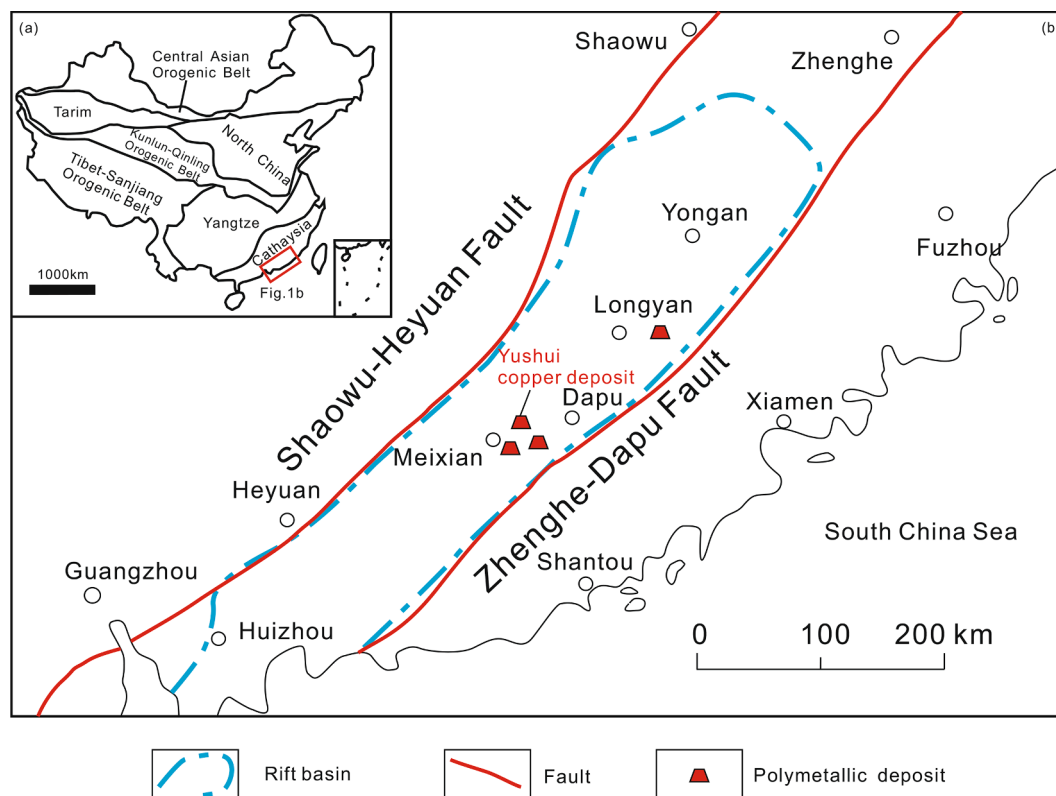 (a)
Central Asian
Orogenic Belt
Tarim
North China
Kunlun-Qinling
Orogenic Belt
Tibet-Sanjiang
Orogenic Belt
Yangtze
Cathaysia
1000km
Fig.1b
(b)
Shaowu
Zhenghe
Yongan
Fuzhou
Shaowu-Heyuan Fault
Longyan
Yushui
copper deposit
Dapu
Xiamen
Meixian
Zhenghe-Dapu Fault
Heyuan
South China Sea
Guangzhou
Shantou
Huizhou
0 100 200 km
Rift basin
Fault
Polymetallic deposit